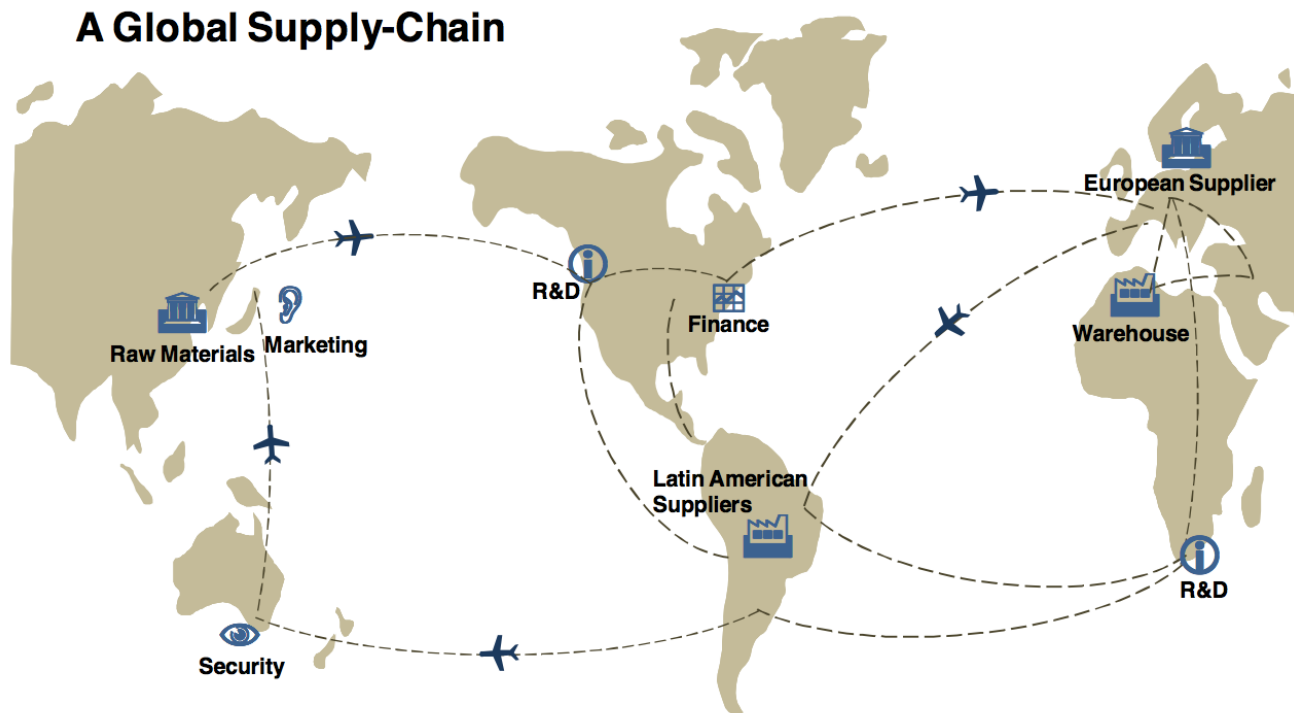 A Global Supply-Chain
European Supplier
R&D
Finance
Warehouse
Raw Materials
Marketing
Latin American
Suppliers
R&D
Security